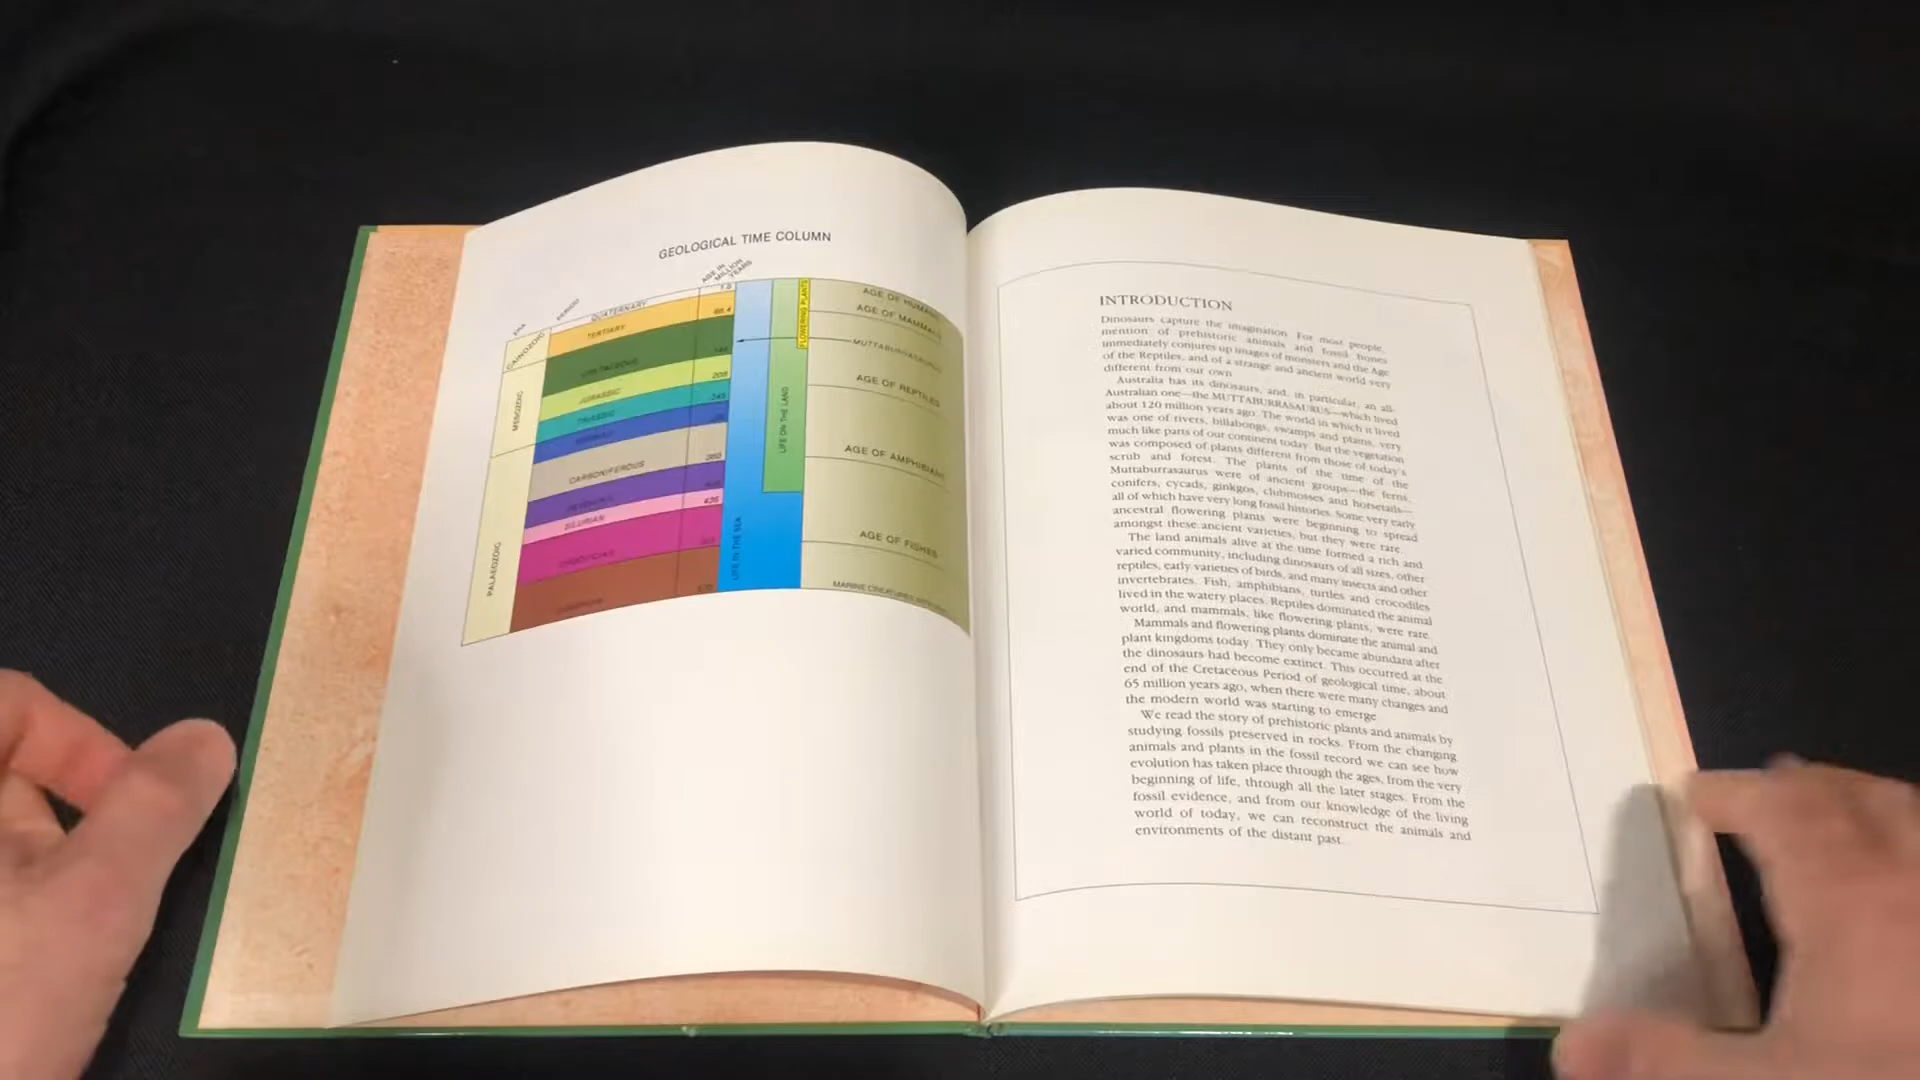 GEOLOGICAL TIME COLUMN
ERA
PERIOD
AGE IN
MILLION
YEARS
CAINOZOIC
QUATERNARY
TERTIARY
66.4
MESOZOIC
JURASSIC
208
TRIASSIC
245
PALAEOZOIC
CARBONIFEROUS
360
SILURIAN
LIFE IN THE SEA
LIFE ON THE LAND
FLOWERING PLANTS
AGE OF HUMANS
AGE OF MAMMALS
MUTTABURRASAURUS
AGE OF REPTILES
AGE OF AMPHIBIANS
AGE OF FISHES
MARINE CREATURES
INTRODUCTION
Dinosaurs capture the imagination. For most people,
mention of prehistoric animals and fossil bones
immediately conjures up images of monsters and the Age
of the Reptiles, and of a strange and ancient world very
different from our own.
Australia has its dinosaurs, and, in particular, an all-
Australian one—the MUTTABURRASAURUS—which lived
about 120 million years ago. The world in which it lived
was one of rivers, billabongs, swamps and plains, very
much like parts of our continent today. But the vegetation
was composed of plants different from those of today's
scrub and forest. The plants of the time of the
Muttaburrasaurus were of ancient groups—the ferns,
conifers, cycads, ginkgos, clubmosses and horsetails—
all of which have very long fossil histories. Some very early
ancestral flowering plants were beginning to spread
amongst these ancient varieties, but they were rare.
The land animals alive at the time formed a rich and
varied community, including dinosaurs of all sizes, other
reptiles, early varieties of birds, and many insects and other
invertebrates. Fish, amphibians, turtles and crocodiles
lived in the watery places. Reptiles dominated the animal
world, and mammals, like flowering plants, were rare.
Mammals and flowering plants dominate the animal and
plant kingdoms today. They only became abundant after
the dinosaurs had become extinct. This occurred at the
end of the Cretaceous Period of geological time, about
65 million years ago, when there were many changes and
the modern world was starting to emerge.
We read the story of prehistoric plants and animals by
studying fossils preserved in rocks. From the changing
animals and plants in the fossil record we can see how
evolution has taken place through the ages, from the very
beginning of life, through all the later stages. From the
fossil evidence, and from our knowledge of the living
world of today, we can reconstruct the animals and
environments of the distant past.